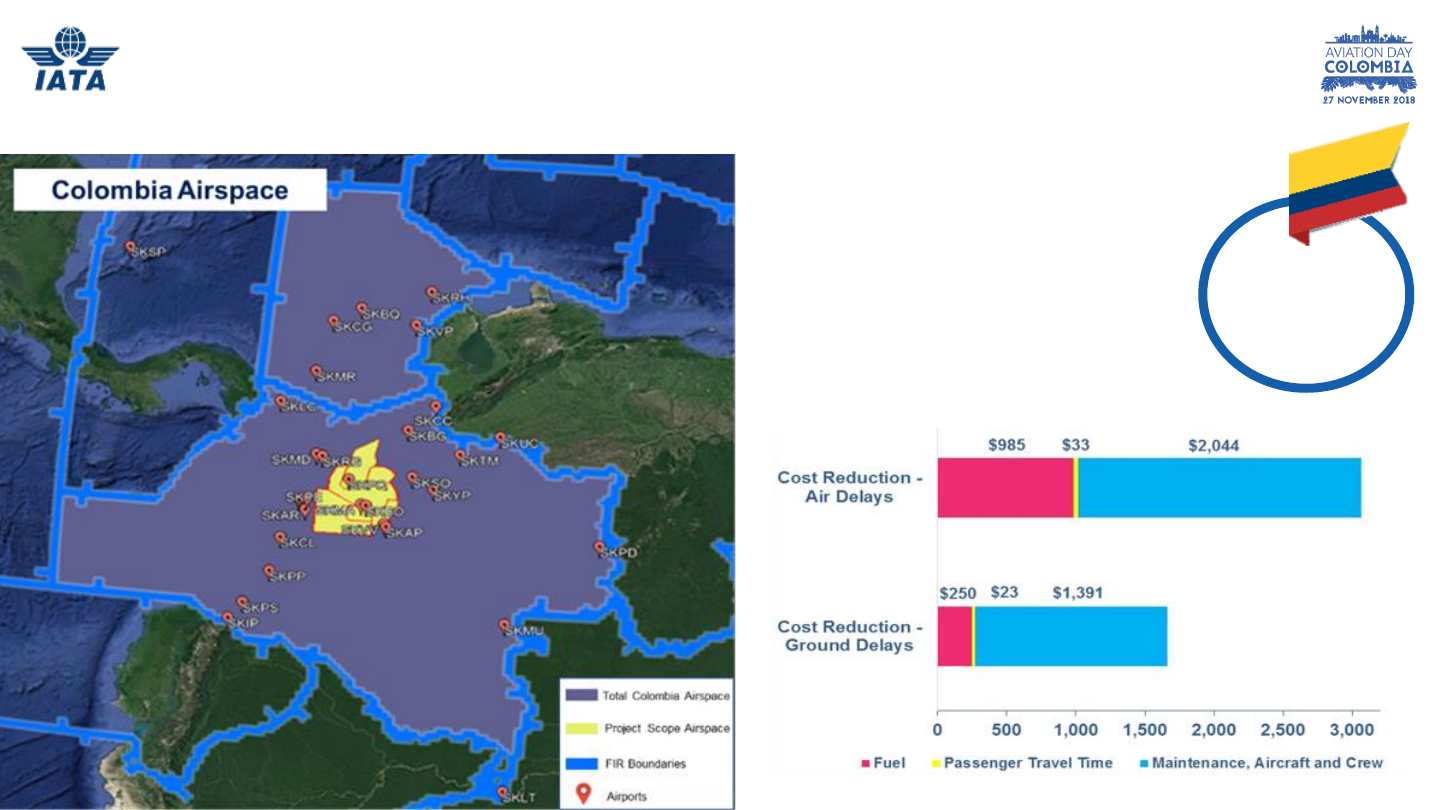 IATA
AVIATION DAY
COLOMBIA
27 NOVEMBER 2018
Colombia Airspace
SKSP
SKRH
SKBQ
SKCG
SKVP
SKMR
SKLC
SKCC
SKBG
SKUC
SKMD
SKRG
SKTM
SKPQ
SKSO
SKYP
SKPE
SKAR
SKMA
SKBO
SKAP
SKCL
SKPD
SKPP
SKPS
SKIP
SKMU
SKLT
Total Colombia Airspace
Project Scope Airspace
FIR Boundaries
Airports
$985 $33 $2,044
Cost Reduction -
Air Delays
$250 $23 $1,391
Cost Reduction -
Ground Delays
0 500 1,000 1,500 2,000 2,500 3,000
Fuel Passenger Travel Time Maintenance, Aircraft and Crew